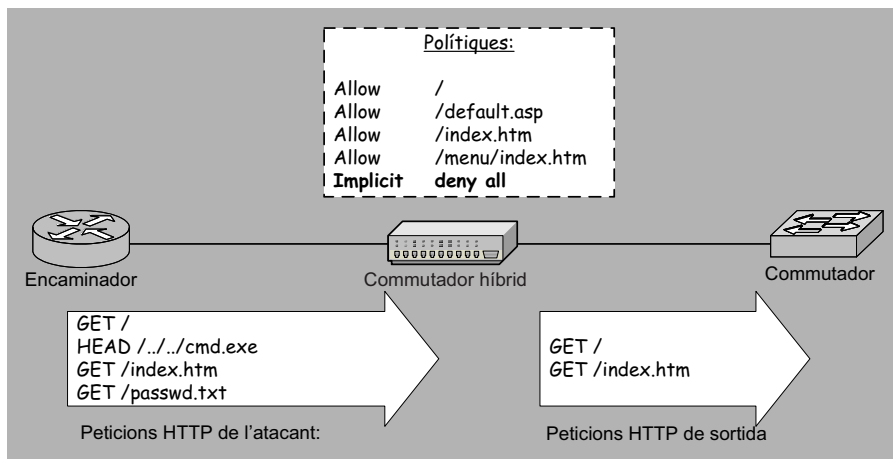 Polítiques:
Allow /
Allow /default.asp
Allow /index.htm
Allow /menu/index.htm
Implicit deny all
Encaminador
Commutador híbrid
Commutador
GET /
HEAD /../../cmd.exe
GET /index.htm
GET /passwd.txt
GET /
GET /index.htm
Peticions HTTP de l'atacant:
Peticions HTTP de sortida